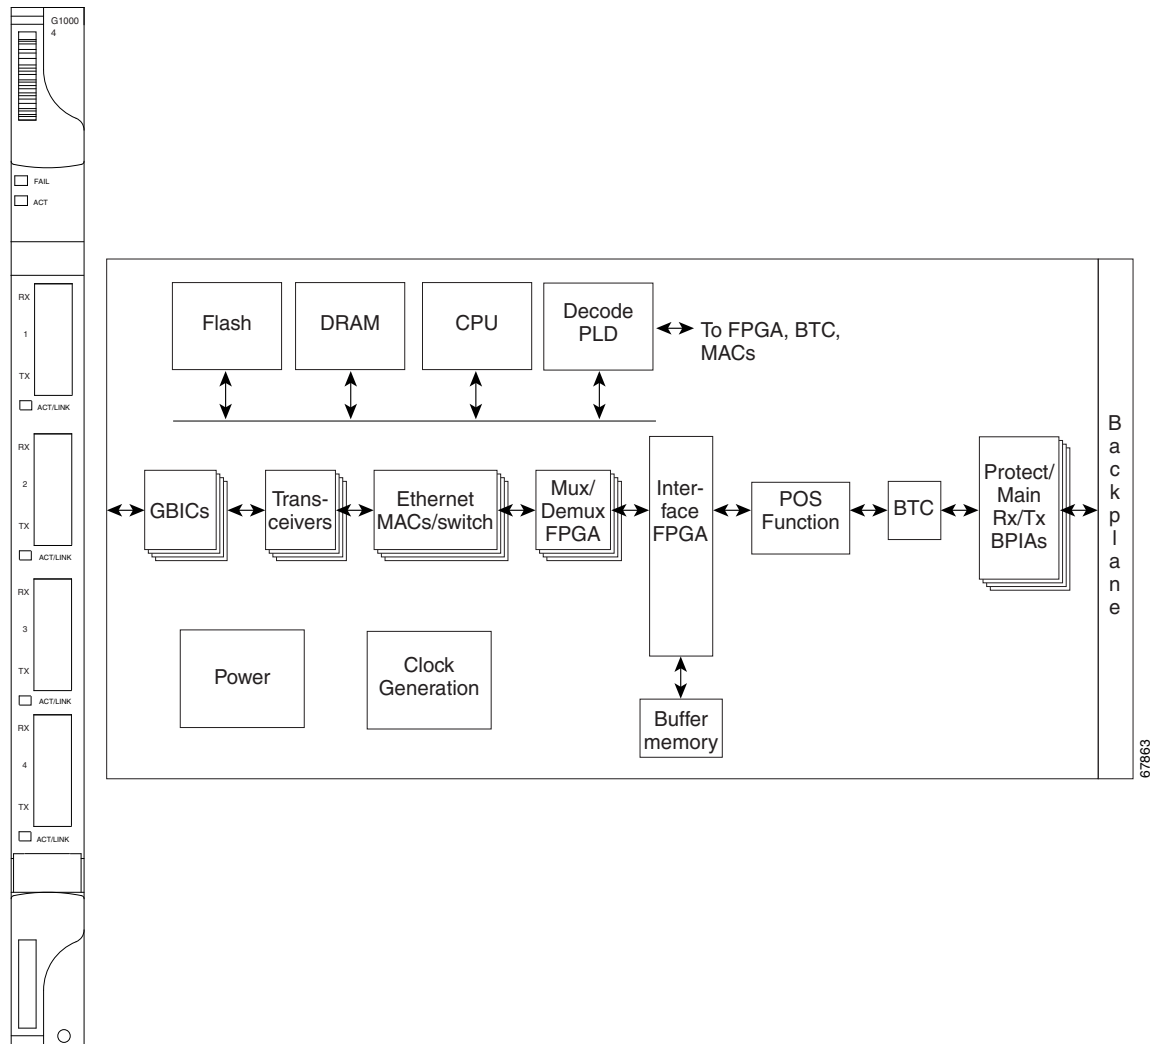 G1000
4
FAIL
ACT
RX
1
TX
ACT/LINK
RX
2
TX
ACT/LINK
RX
3
TX
ACT/LINK
RX
4
TX
ACT/LINK
Flash
DRAM
CPU
Decode
PLD
To FPGA, BTC,
MACs
GBICs
Trans-
ceivers
Ethernet
MACs/switch
Mux/
Demux
FPGA
Inter-
face
FPGA
POS
Function
BTC
Protect/
Main
Rx/Tx
BPIAs
Backplane
Power
Clock
Generation
Buffer
memory
67863